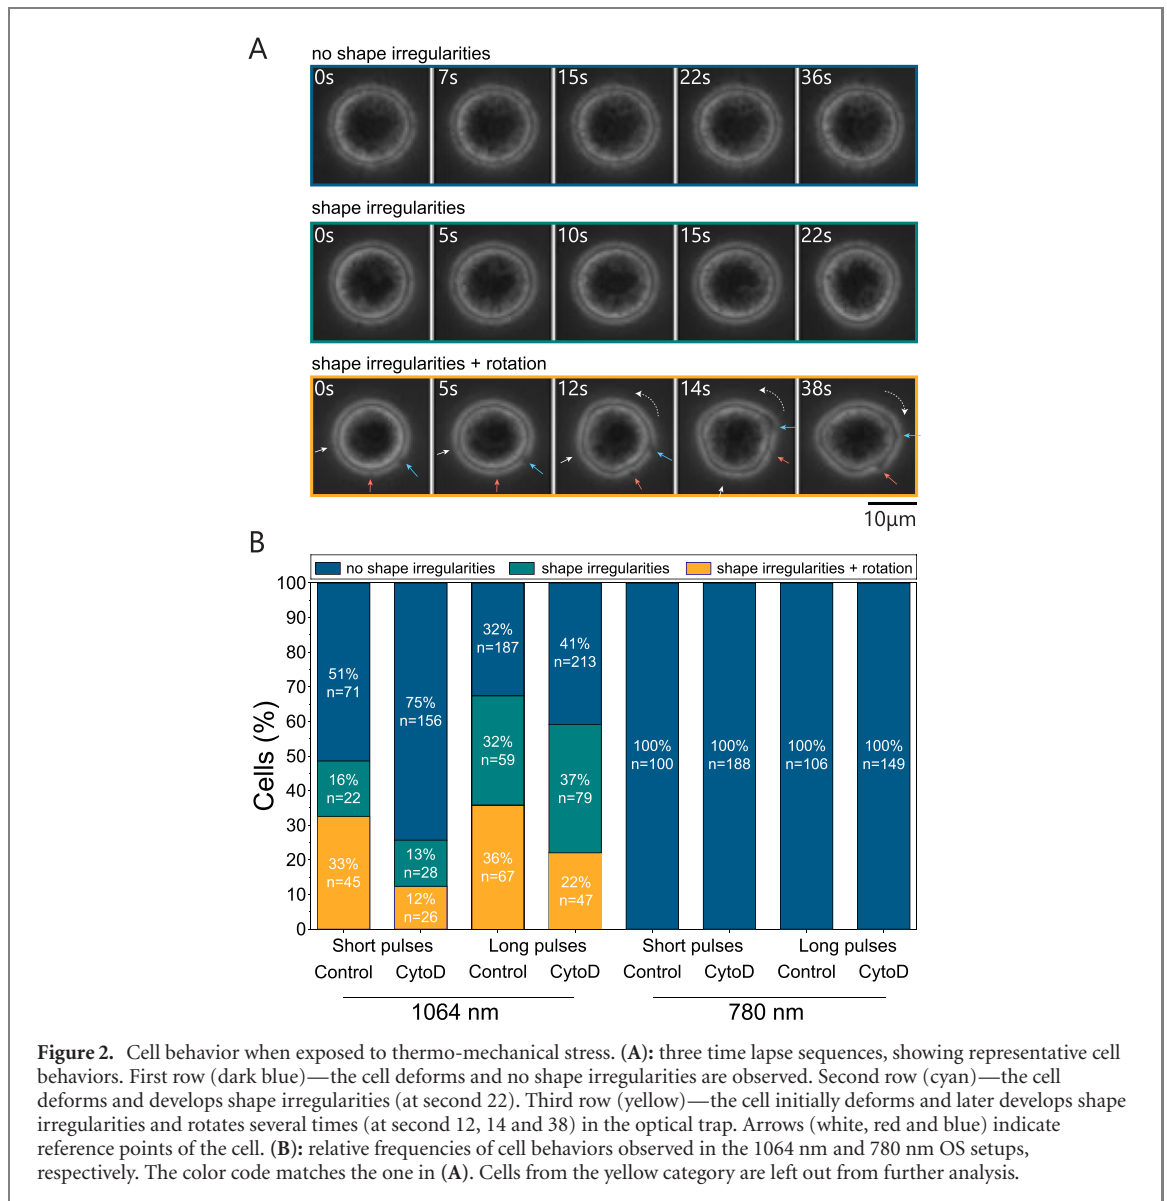 A
no shape irregularities
0s 7s 15s 22s 36s
shape irregularities
0s 5s 10s 15s 22s
shape irregularities + rotation
0s 5s 12s 14s 38s
10μm
B
no shape irregularities shape irregularities shape irregularities + rotation
Cells (%)
100
90
80
70
60
50
40
30
20
10
0
51%
n=71
16%
n=22
33%
n=45
75%
n=156
13%
n=28
12%
n=26
32%
n=187
32%
n=59
36%
n=67
41%
n=213
37%
n=79
22%
n=47
100%
n=100
100%
n=188
100%
n=106
100%
n=149
Short pulses Long pulses Short pulses Long pulses
Control CytoD Control CytoD Control CytoD Control CytoD
1064 nm 780 nm
Figure 2. Cell behavior when exposed to thermo-mechanical stress. (A): three time lapse sequences, showing representative cell
behaviors. First row (dark blue)—the cell deforms and no shape irregularities are observed. Second row (cyan)—the cell
deforms and develops shape irregularities (at second 22). Third row (yellow)—the cell initially deforms and later develops shape
irregularities and rotates several times (at second 12, 14 and 38) in the optical trap. Arrows (white, red and blue) indicate
reference points of the cell. (B): relative frequencies of cell behaviors observed in the 1064 nm and 780 nm OS setups,
respectively. The color code matches the one in (A). Cells from the yellow category are left out from further analysis.